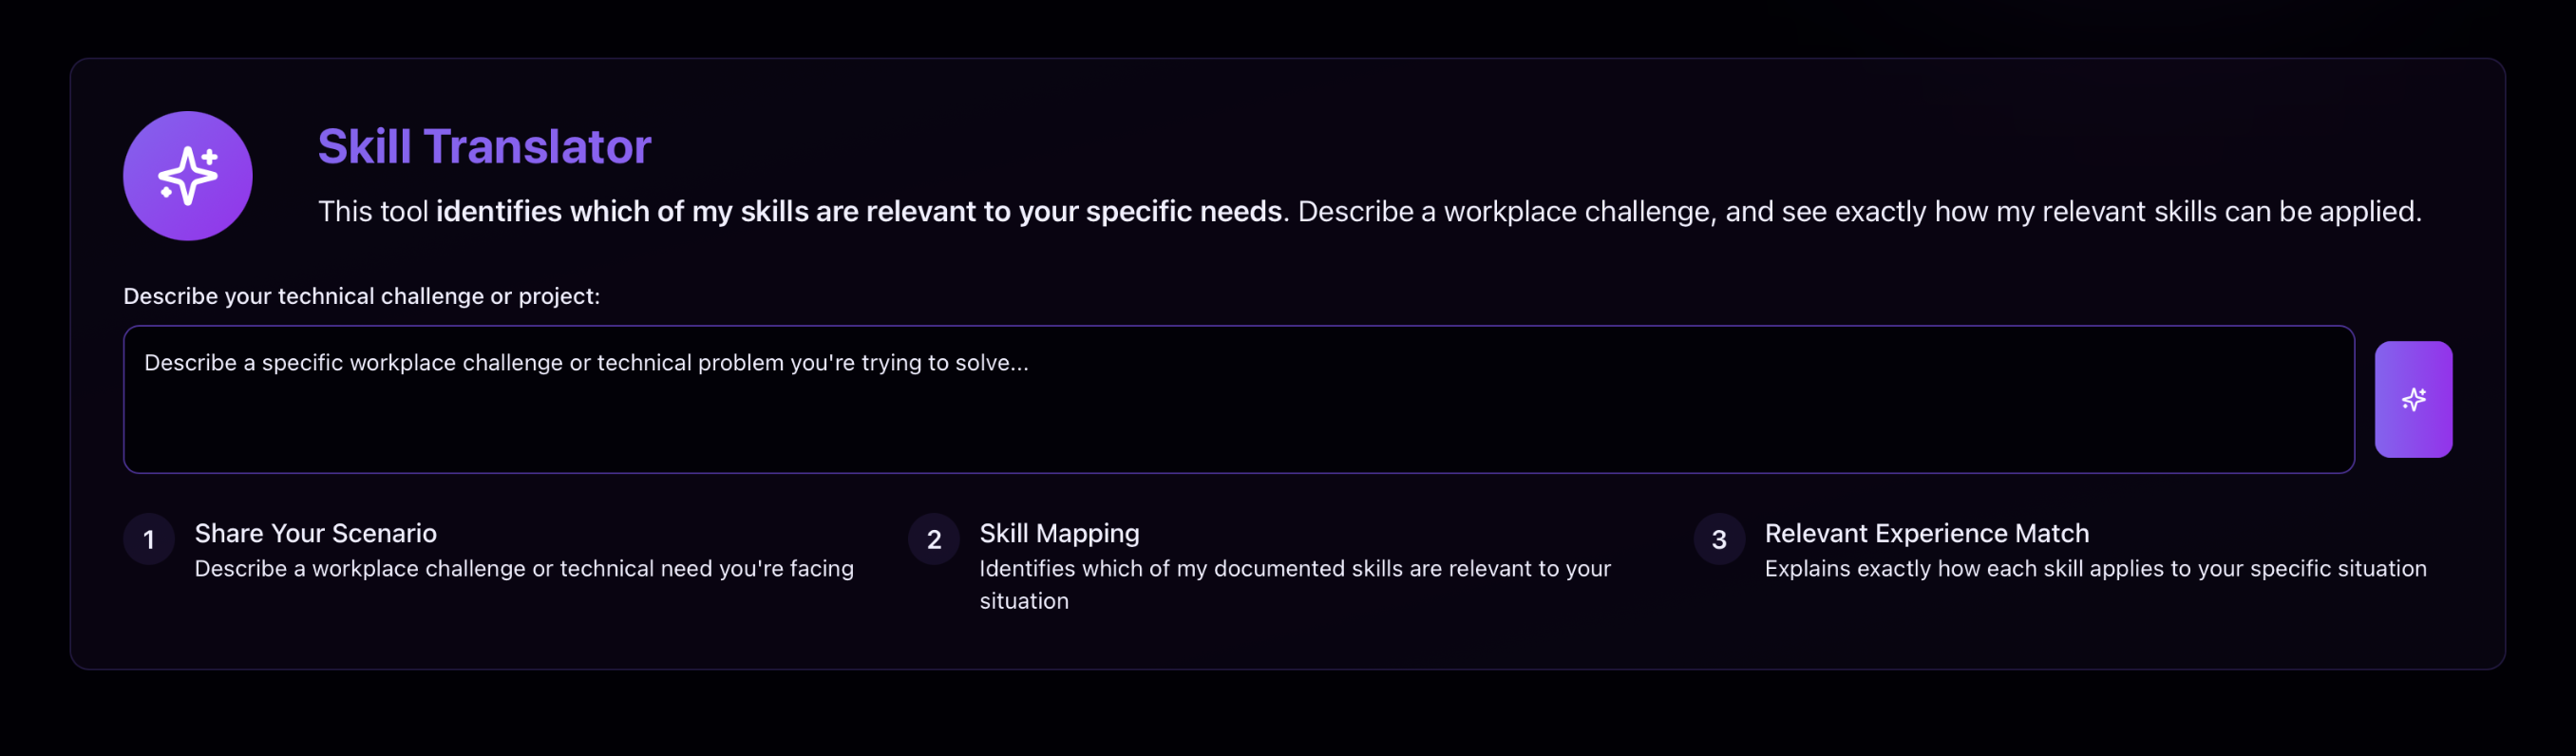 Skill Translator
This tool identifies which of my skills are relevant to your specific needs. Describe a workplace challenge, and see exactly how my relevant skills can be applied.
Describe your technical challenge or project:
Describe a specific workplace challenge or technical problem you're trying to solve...
1
Share Your Scenario
Describe a workplace challenge or technical need you're facing
2
Skill Mapping
Identifies which of my documented skills are relevant to your
situation
3
Relevant Experience Match
Explains exactly how each skill applies to your specific situation